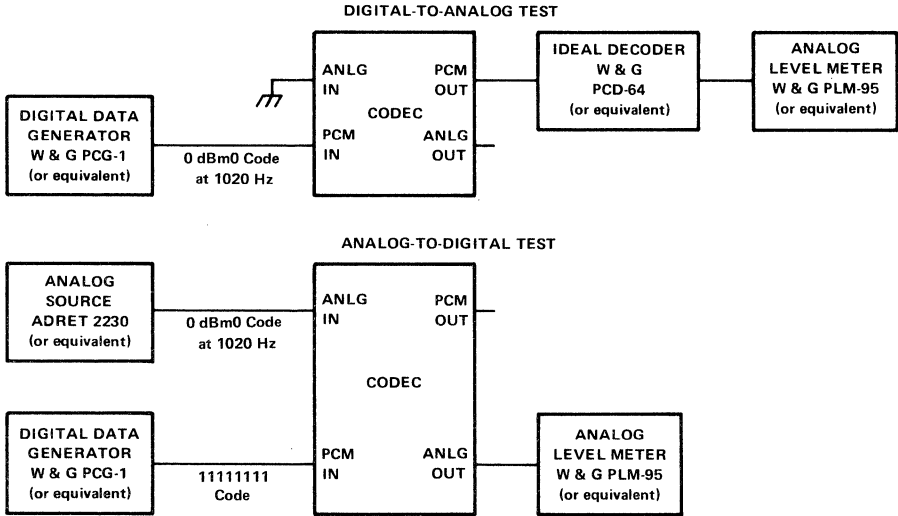 DIGITAL-TO-ANALOG TEST
DIGITAL DATA
GENERATOR
W & G PCG-1
(or equivalent)
0 dBm0 Code
at 1020 Hz
ANLG
IN
PCM
OUT
CODEC
PCM
IN
ANLG
OUT
IDEAL DECODER
W & G
PCD-64
(or equivalent)
ANALOG
LEVEL METER
W & G PLM-95
(or equivalent)
ANALOG-TO-DIGITAL TEST
ANALOG
SOURCE
ADRET 2230
(or equivalent)
0 dBm0 Code
at 1020 Hz
ANLG
IN
PCM
OUT
CODEC
DIGITAL DATA
GENERATOR
W & G PCG-1
(or equivalent)
11111111
Code
PCM
IN
ANLG
OUT
ANALOG
LEVEL METER
W & G PLM-95
(or equivalent)